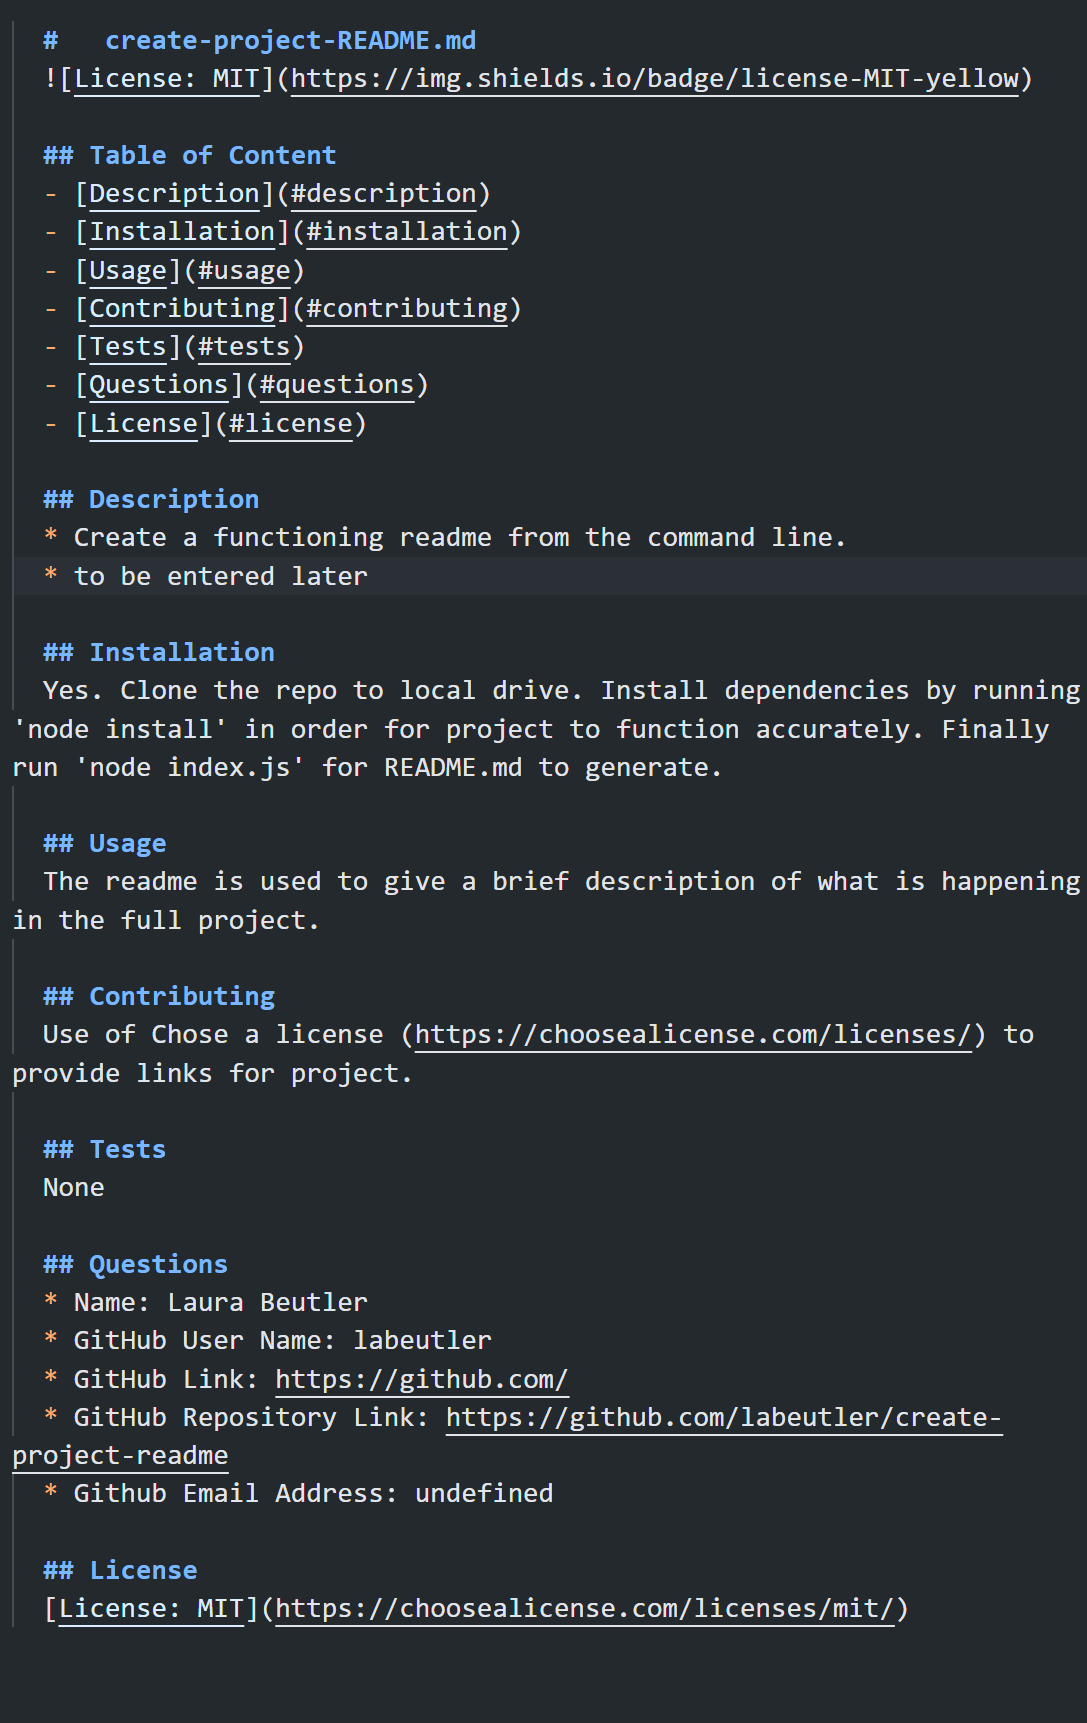 #   create-project-README.md
![License: MIT](https://img.shields.io/badge/license-MIT-yellow)
## Table of Content
- [Description](#description)
- [Installation](#installation)
- [Usage](#usage)
- [Contributing](#contributing)
- [Tests](#tests)
- [Questions](#questions)
- [License](#license)
## Description
* Create a functioning readme from the command line.
* to be entered later
## Installation
Yes. Clone the repo to local drive. Install dependencies by running
'node install' in order for project to function accurately. Finally
run 'node index.js' for README.md to generate.
## Usage
The readme is used to give a brief description of what is happening
in the full project.
## Contributing
Use of Chose a license (https://choosealicense.com/licenses/) to
provide links for project.
## Tests
None
## Questions
* Name: Laura Beutler
* GitHub User Name: labeutler
* GitHub Link: https://github.com/
* GitHub Repository Link: https://github.com/labeutler/create-
project-readme
* Github Email Address: undefined
## License
[License: MIT](https://choosealicense.com/licenses/mit/)